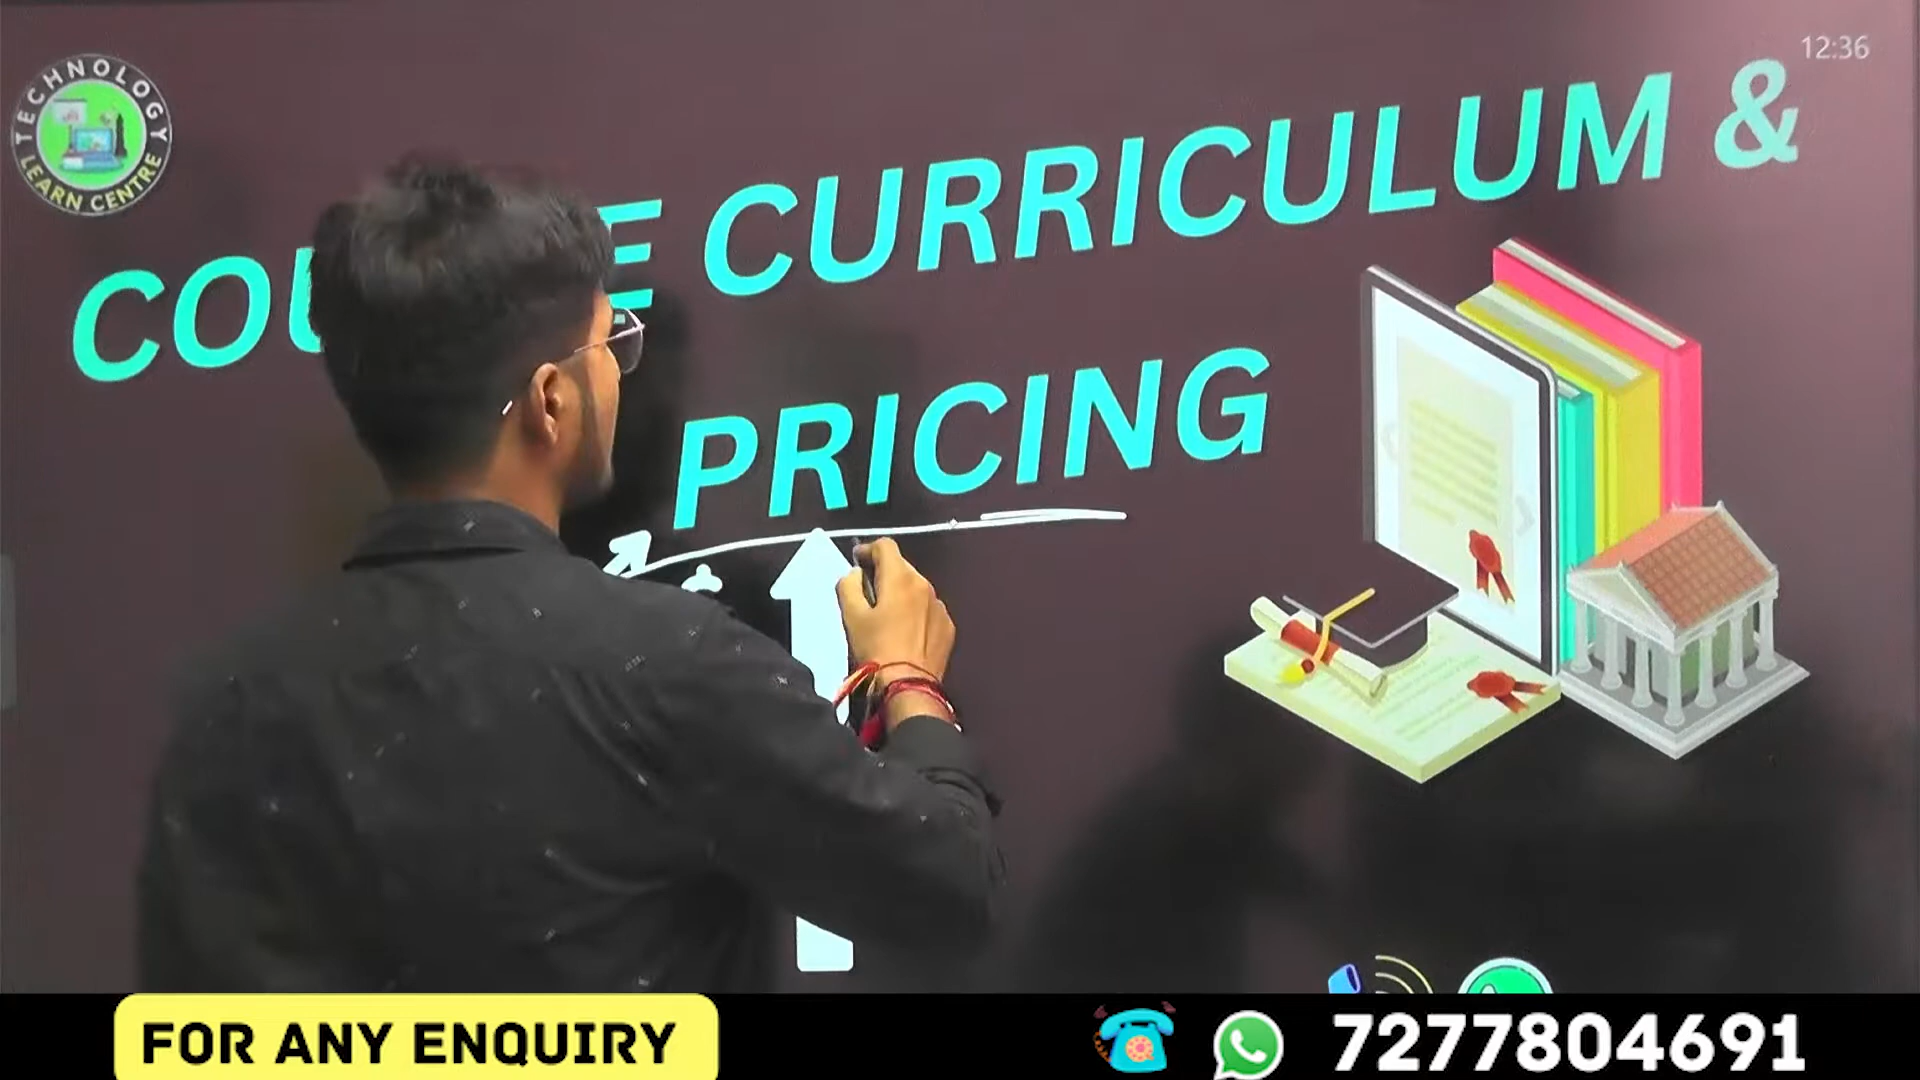 12:36
TECHNOLOGY
LEARN CENTRE
CURRICULUM &
PRICING
FOR ANY ENQUIRY
7277804691